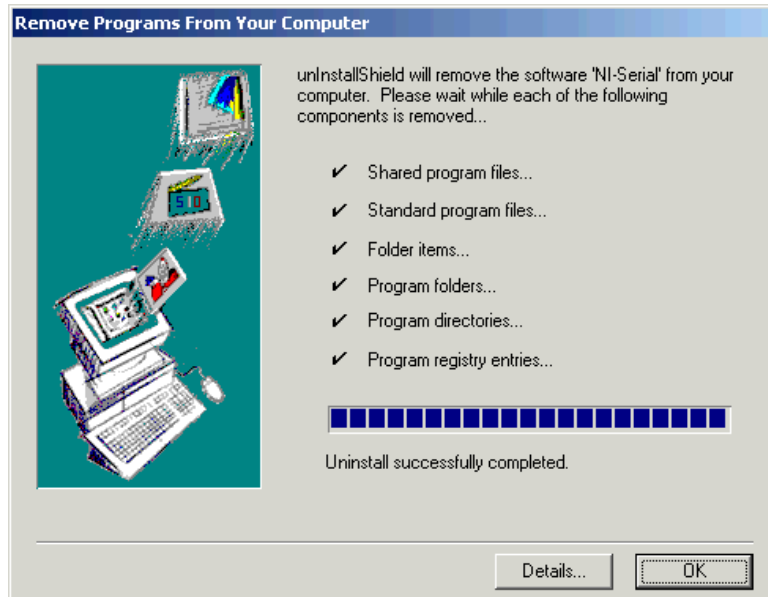 Remove Programs From Your Computer
unInstallShield will remove the software 'NI-Serial' from your
computer. Please wait while each of the following
components is removed...
✔ Shared program files...
✔ Standard program files...
✔ Folder items...
✔ Program folders...
✔ Program directories...
✔ Program registry entries...
Uninstall successfully completed.
Details... OK